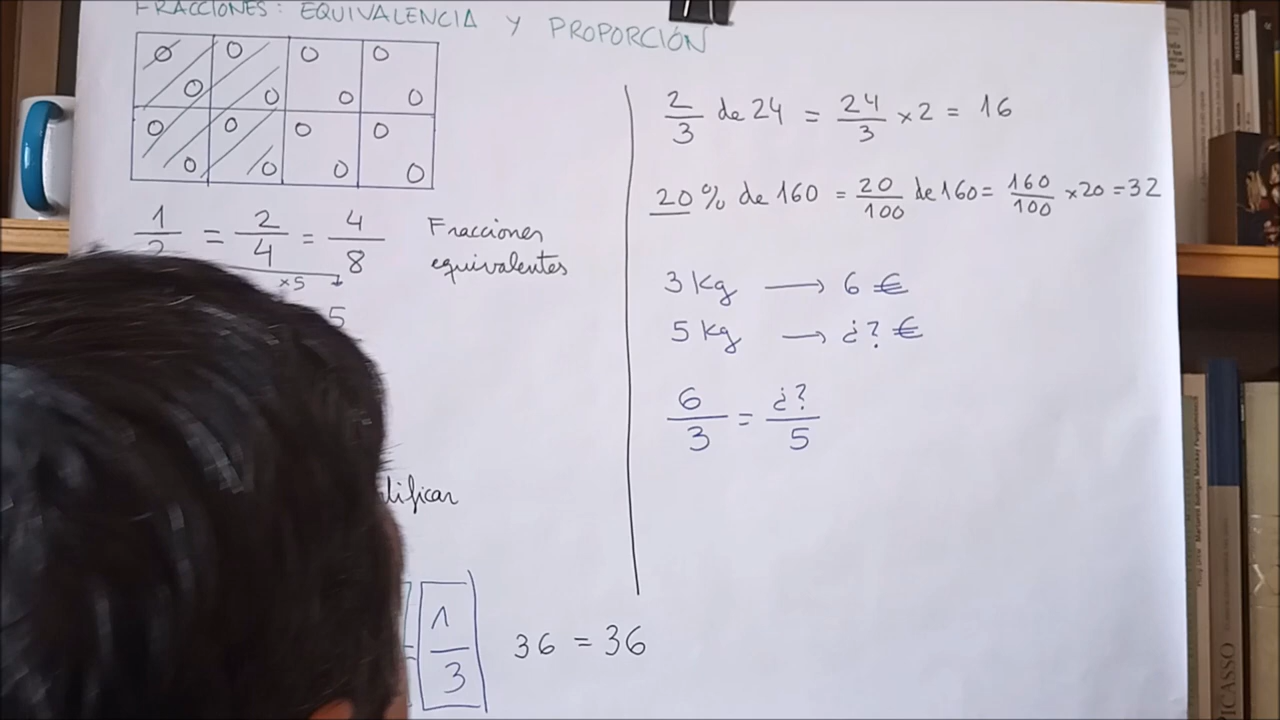 FRACCIONES: EQUIVALENCIA Y PROPORCIÓN
1/2 = 2/4 = 4/8
Fracciones
equivalentes
×5
5
1/3 36 = 36
2/3 de 24 = 24/3 × 2 = 16
20 % de 160 = 20/100 de 160 = 160/100 × 20 = 32
3 kg → 6 €
5 kg → ¿? €
6/3 = ¿?/5
PICASSO